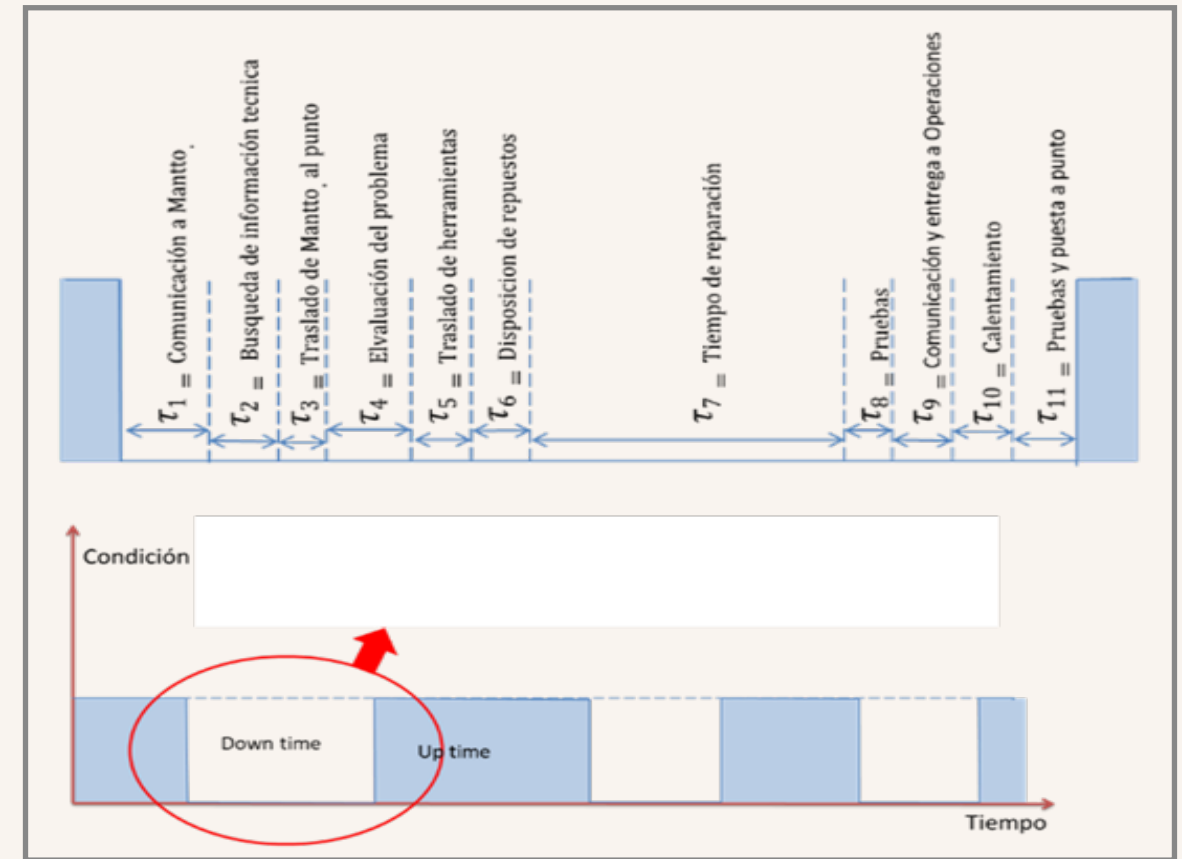 τ1 = Comunicación a Mantto.
τ2 = Busqueda de información tecnica
τ3 = Traslado de Mantto. al punto
τ4 = Elvaluación del problema
τ5 = Traslado de herramientas
τ6 = Disposicion de repuestos
τ7 = Tiempo de reparación
τ8 = Pruebas
τ9 = Comunicación y entrega a Operaciones
τ10 = Calentamiento
τ11 = Pruebas y puesta a punto
Condición
Down time
Up time
Tiempo